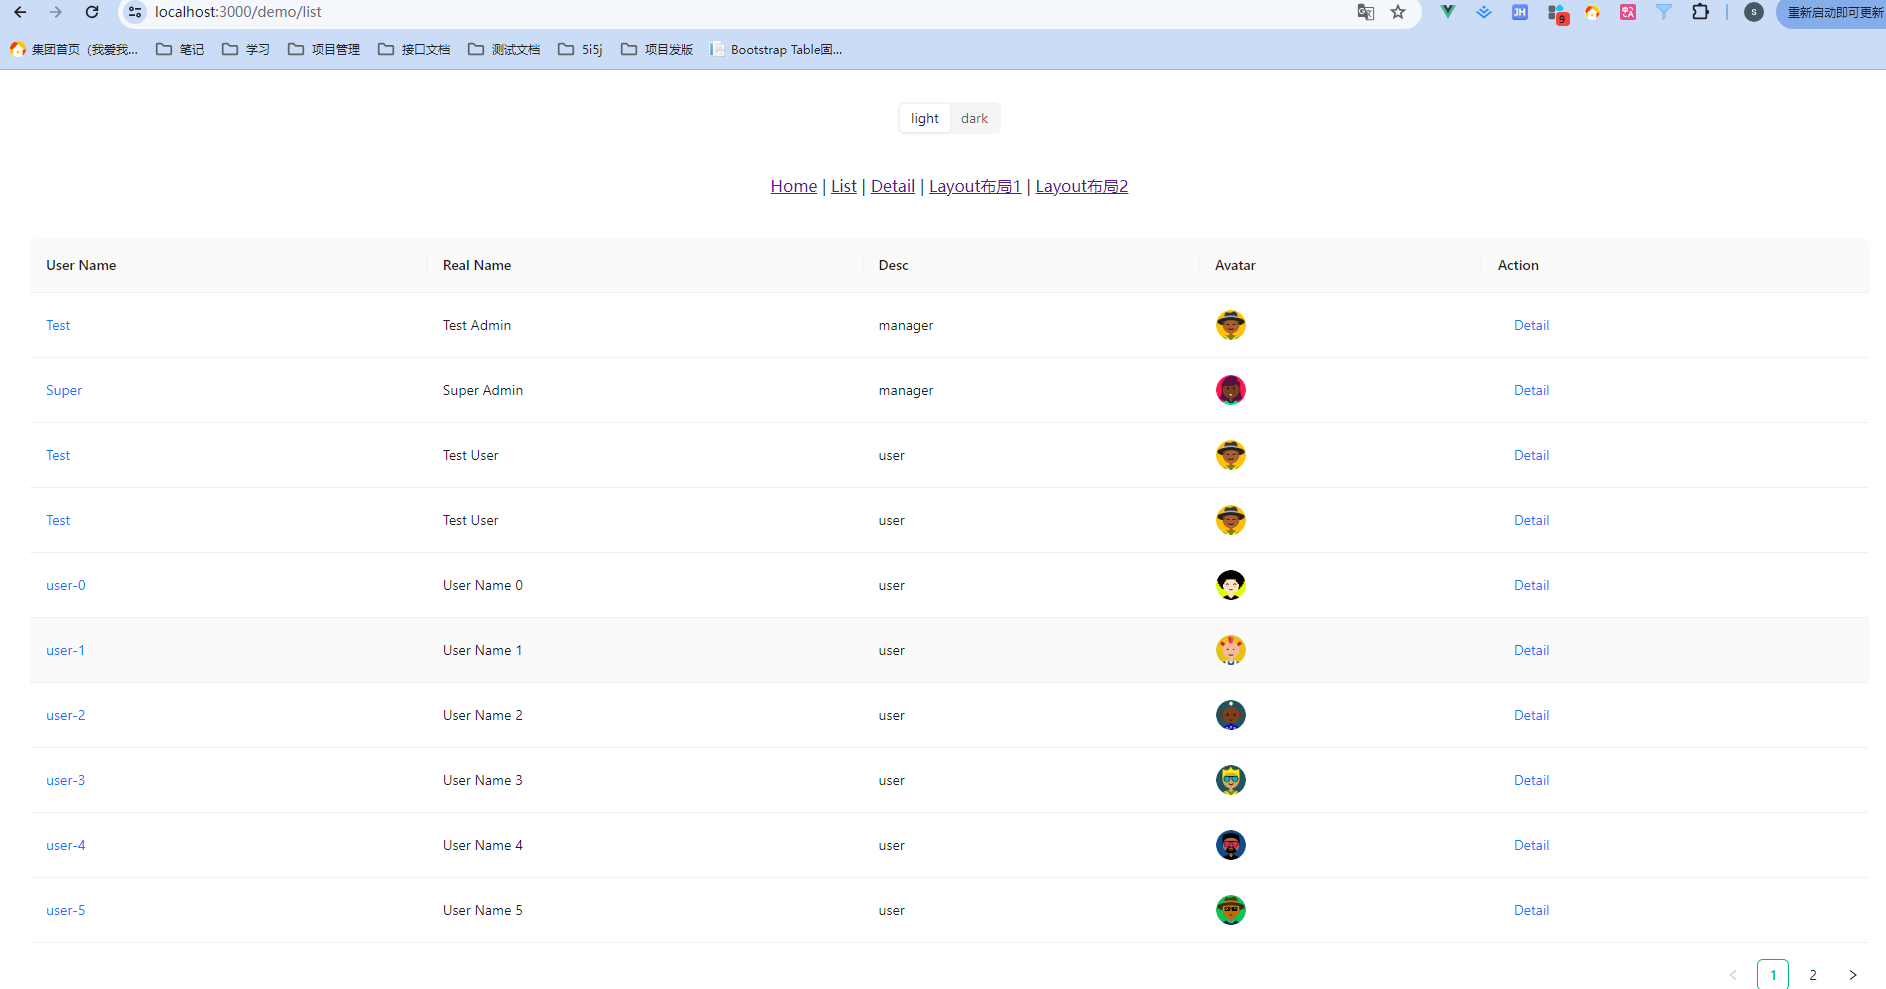 localhost:3000/demo/list
JH
9
S
重新启动即可更新
集团首页（我爱我... 笔记 学习 项目管理 接口文档 测试文档 5i5j 项目发版 Bootstrap Table固...
light dark
Home | List | Detail | Layout布局1 | Layout布局2
User Name Real Name Desc Avatar Action
Test Test Admin manager Detail
Super Super Admin manager Detail
Test Test User user Detail
Test Test User user Detail
user-0 User Name 0 user Detail
user-1 User Name 1 user Detail
user-2 User Name 2 user Detail
user-3 User Name 3 user Detail
user-4 User Name 4 user Detail
user-5 User Name 5 user Detail
< 1 2 >